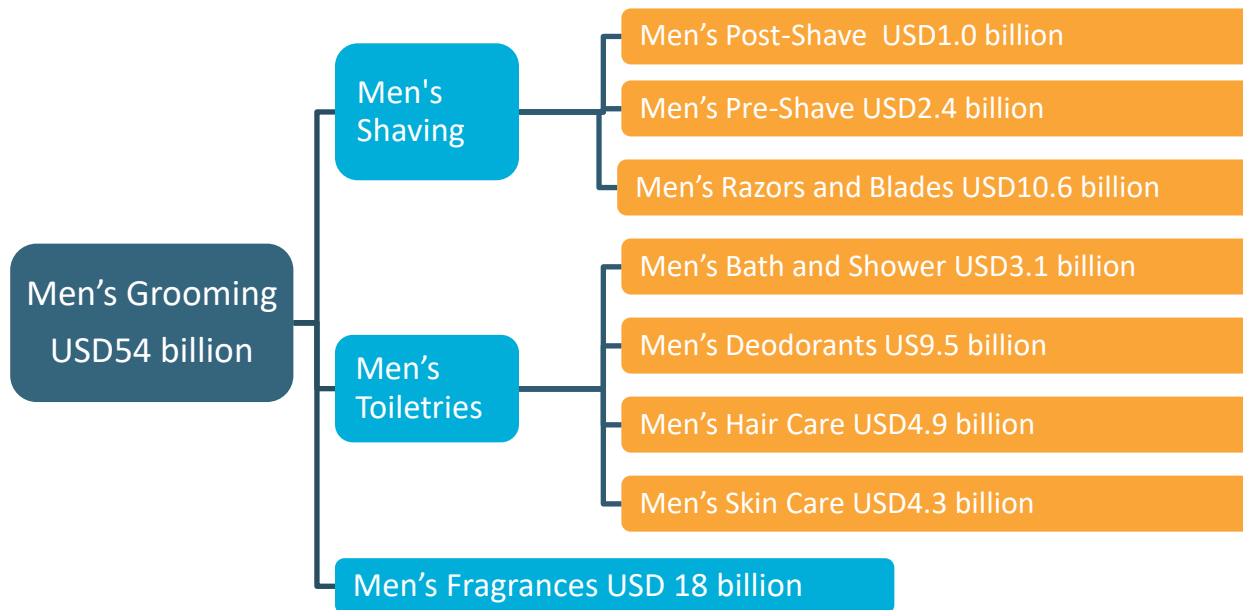 Men’s Grooming
USD54 billion
Men's
Shaving
Men’s Post-Shave  USD1.0 billion
Men’s Pre-Shave USD2.4 billion
Men’s Razors and Blades USD10.6 billion
Men’s
Toiletries
Men’s Bath and Shower USD3.1 billion
Men’s Deodorants US9.5 billion
Men’s Hair Care USD4.9 billion
Men’s Skin Care USD4.3 billion
Men’s Fragrances USD 18 billion